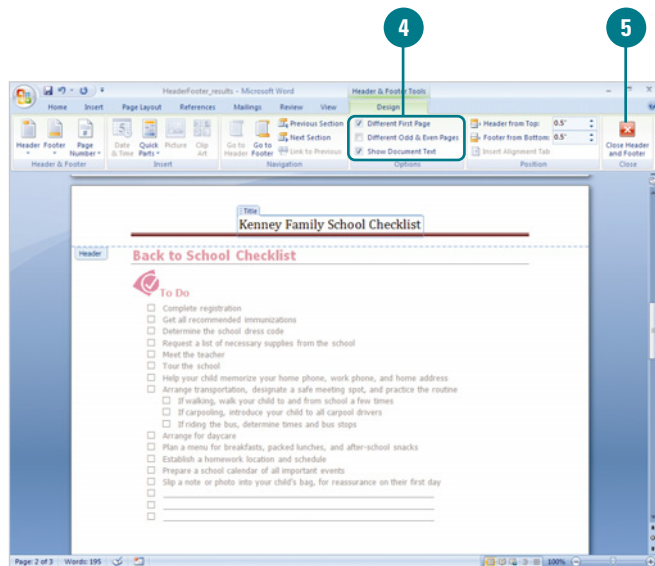 4 5
HeaderFooter_results - Microsoft Word Header & Footer Tools
Home Insert Page Layout References Mailings Review View Design
Header Footer Page Number Date & Time Quick Parts Picture Clip Art Go to Header Go to Footer
Previous Section
Next Section
Link to Previous
Different First Page
Different Odd & Even Pages
Show Document Text
Header from Top: 0.5"
Footer from Bottom: 0.5"
Insert Alignment Tab
Close Header and Footer
Header & Footer Insert Navigation Options Position Close
Title
Kenney Family School Checklist
Header
Back to School Checklist
To Do
Complete registration
Get all recommended immunizations
Determine the school dress code
Request a list of necessary supplies from the school
Meet the teacher
Tour the school
Help your child memorize your home phone, work phone, and home address
Arrange transportation, designate a safe meeting spot, and practice the routine
If walking, walk your child to and from school a few times
If carpooling, introduce your child to all carpool drivers
If riding the bus, determine times and bus stops
Arrange for daycare
Plan a menu for breakfasts, packed lunches, and after-school snacks
Establish a homework location and schedule
Prepare a school calendar of all important events
Slip a note or photo into your child's bag, for reassurance on their first day
Page: 2 of 3 Words: 195 100%